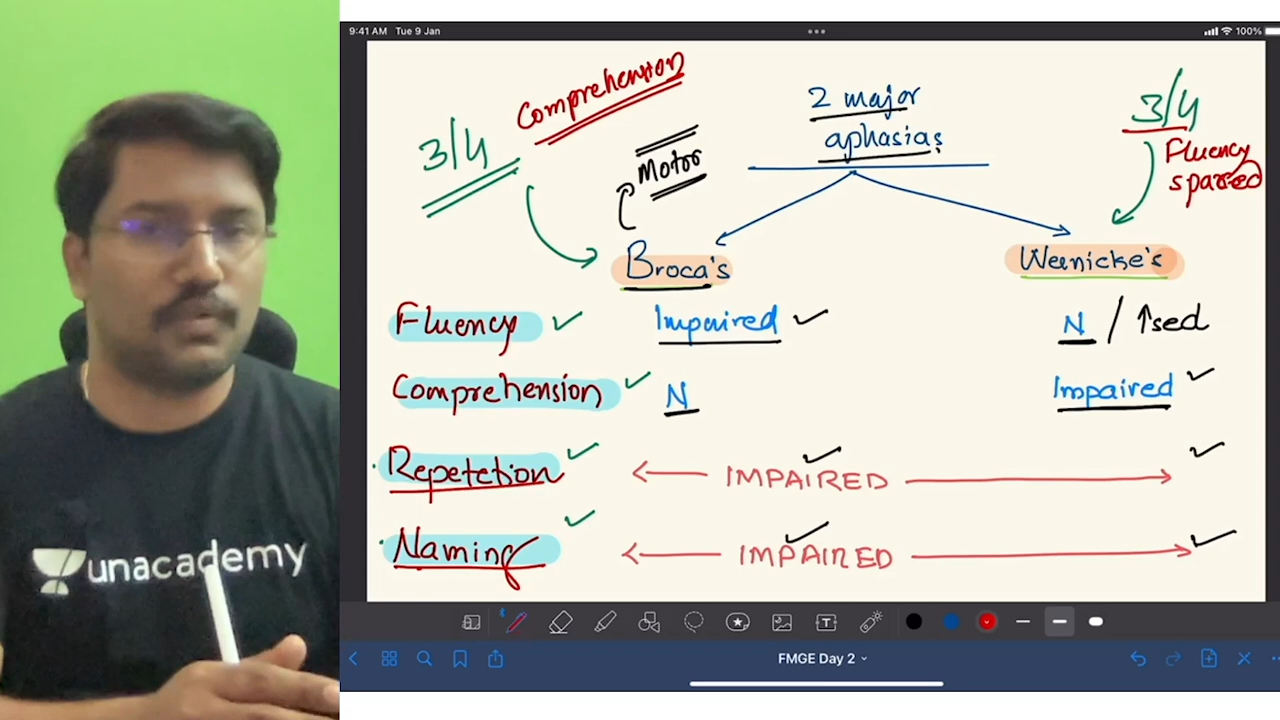 9:41 AM Tue 9 Jan
100%
Comprehension
2 major
aphasias
3/4
3/4
Motor
Fluency
spared
Broca's
Wernicke's
Fluency
Impaired
N / ↑sed
Comprehension
N
Impaired
Repetetion
IMPAIRED
Naming
IMPAIRED
unacademy
FMGE Day 2